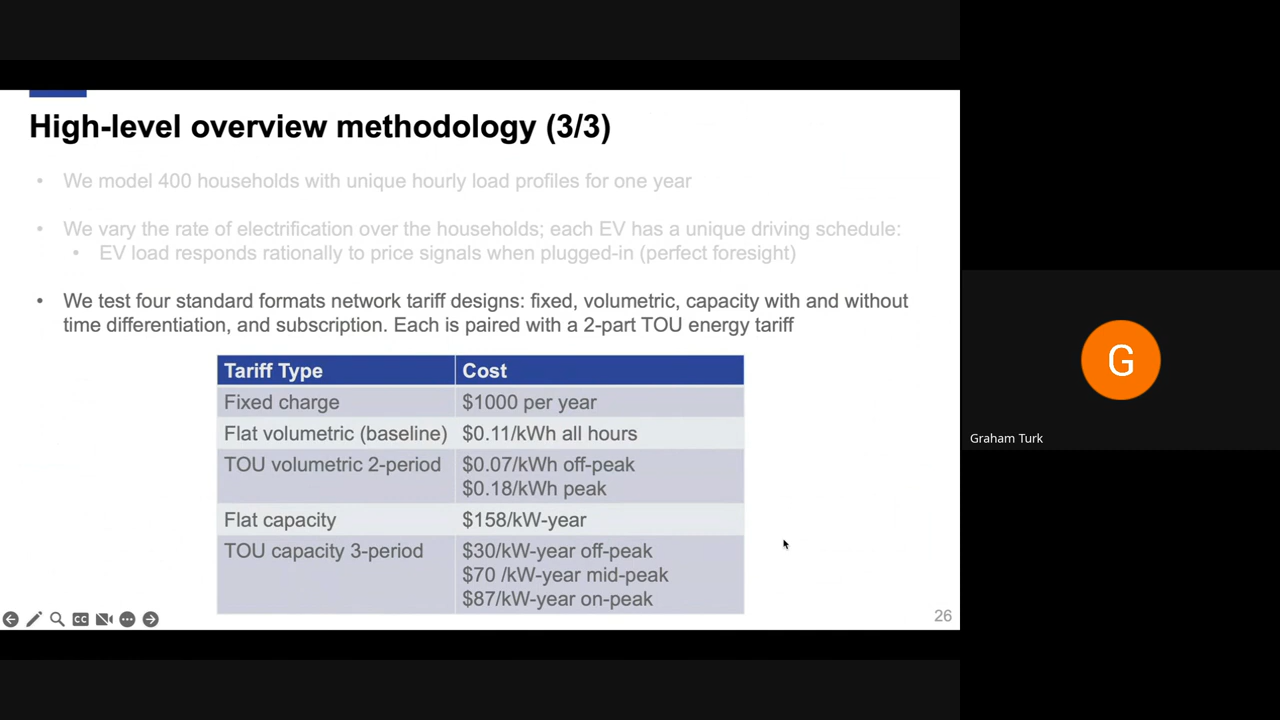 High-level overview methodology (3/3)
• We model 400 households with unique hourly load profiles for one year
• We vary the rate of electrification over the households; each EV has a unique driving schedule:
• EV load responds rationally to price signals when plugged-in (perfect foresight)
• We test four standard formats network tariff designs: fixed, volumetric, capacity with and without
time differentiation, and subscription. Each is paired with a 2-part TOU energy tariff
Tariff Type Cost
Fixed charge $1000 per year
Flat volumetric (baseline) $0.11/kWh all hours
TOU volumetric 2-period $0.07/kWh off-peak
$0.18/kWh peak
Flat capacity $158/kW-year
TOU capacity 3-period $30/kW-year off-peak
$70 /kW-year mid-peak
$87/kW-year on-peak
CC
26
G
Graham Turk